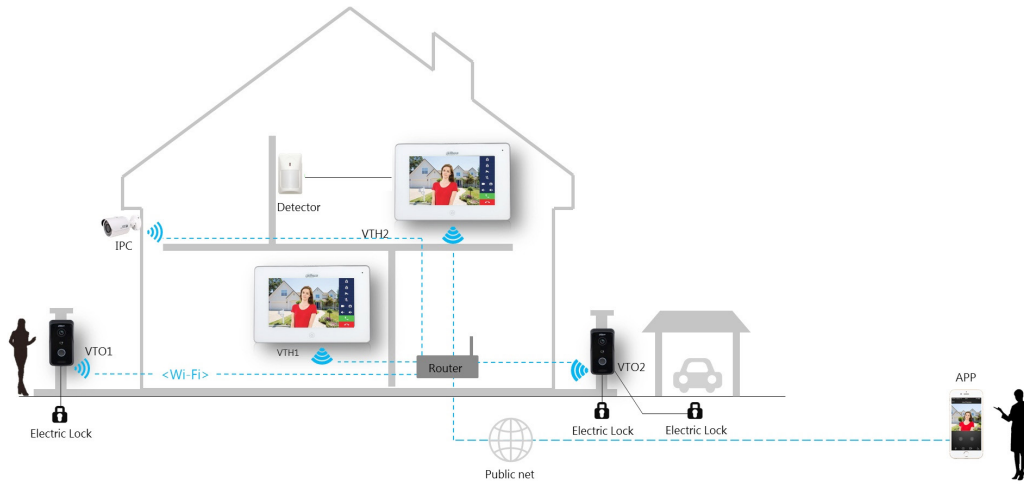 Detector
IPC
VTH2
VTH1
VTO1
<Wi-Fi>
Router
VTO2
Electric Lock
Electric Lock
Electric Lock
APP
Public net